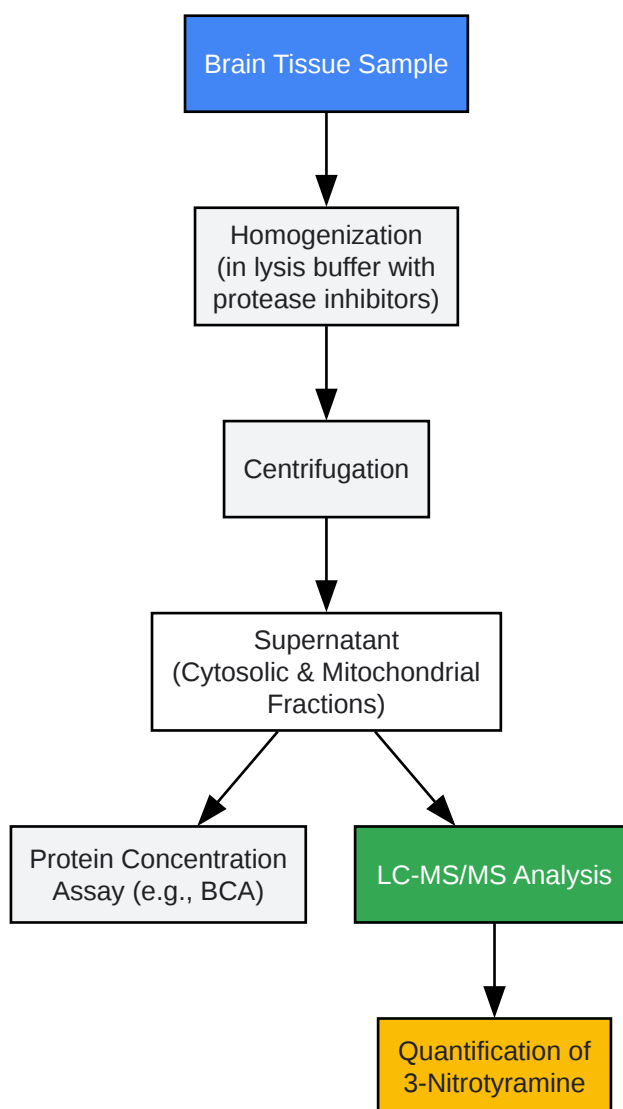 Brain Tissue Sample
Homogenization
(in lysis buffer with
protease inhibitors)
Centrifugation
Supernatant
(Cytosolic & Mitochondrial
Fractions)
Protein Concentration
Assay (e.g., BCA)
LC-MS/MS Analysis
Quantification of
3-Nitrotyramine